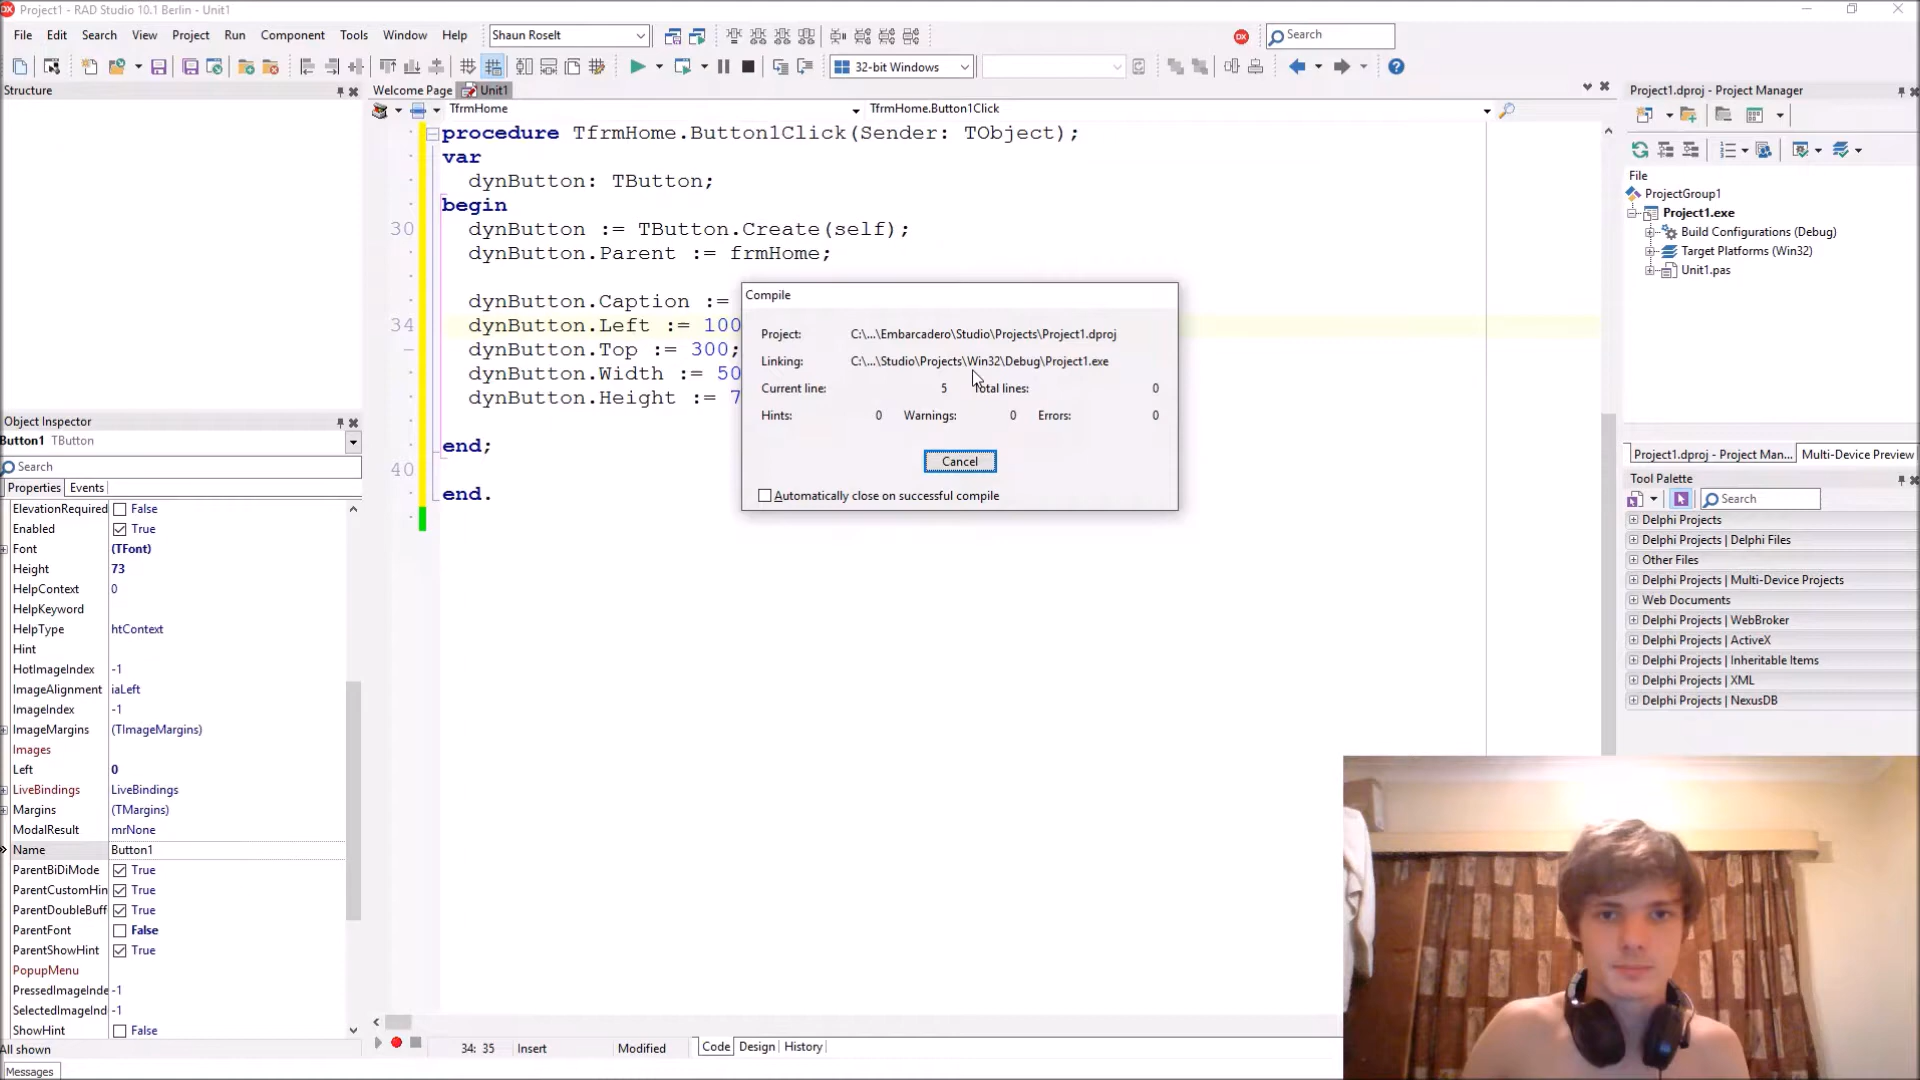 Project1 - RAD Studio 10.1 Berlin - Unit1
File Edit Search View Project Run Component Tools Window Help Shaun Roselt Search
32-bit Windows
Structure
Welcome Page Unit1
TfrmHome TfrmHome.Button1Click
procedure TfrmHome.Button1Click(Sender: TObject);
var
dynButton: TButton;
begin
30 dynButton := TButton.Create(self);
dynButton.Parent := frmHome;
dynButton.Caption :=
34 dynButton.Left := 100
dynButton.Top := 300;
dynButton.Width := 50
dynButton.Height := 7
end;
40
end.
Compile
Project: C:\...\Embarcadero\Studio\Projects\Project1.dproj
Linking: C:\...\Studio\Projects\Win32\Debug\Project1.exe
Current line: 5 Total lines: 0
Hints: 0 Warnings: 0 Errors: 0
Cancel
Automatically close on successful compile
Object Inspector
Button1 TButton
Search
Properties Events
ElevationRequired False
Enabled True
Font (TFont)
Height 73
HelpContext 0
HelpKeyword
HelpType htContext
Hint
HotImageIndex -1
ImageAlignment iaLeft
ImageIndex -1
ImageMargins (TImageMargins)
Images
Left 0
LiveBindings LiveBindings
Margins (TMargins)
ModalResult mrNone
Name Button1
ParentBiDiMode True
ParentCustomHin True
ParentDoubleBuff True
ParentFont False
ParentShowHint True
PopupMenu
PressedImageInde -1
SelectedImageInd -1
ShowHint False
All shown
Messages
34: 35 Insert Modified Code Design History
Project1.dproj - Project Manager
File
ProjectGroup1
Project1.exe
Build Configurations (Debug)
Target Platforms (Win32)
Unit1.pas
Project1.dproj - Project Man... Multi-Device Preview
Tool Palette
Search
Delphi Projects
Delphi Projects | Delphi Files
Other Files
Delphi Projects | Multi-Device Projects
Web Documents
Delphi Projects | WebBroker
Delphi Projects | ActiveX
Delphi Projects | Inheritable Items
Delphi Projects | XML
Delphi Projects | NexusDB